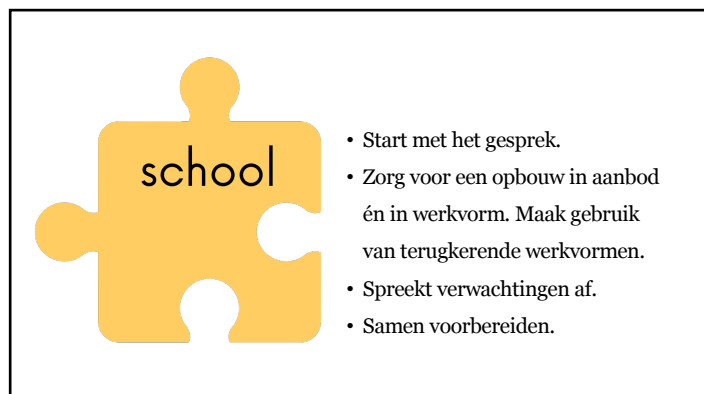 school
• Start met het gesprek.
• Zorg voor een opbouw in aanbod
én in werkvorm. Maak gebruik
van terugkerende werkvormen.
• Spreekt verwachtingen af.
• Samen voorbereiden.